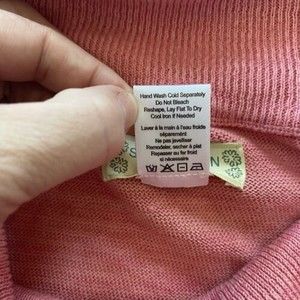 Hand Wash Cold Separately
Do Not Bleach
Reshape, Lay Flat To Dry
Cool Iron If Needed
Laver à la main à l'eau froide
séparément
Ne pas javelliser
Remodeler, secher à plat
Repasser au fer froid
si nécessaire
S N